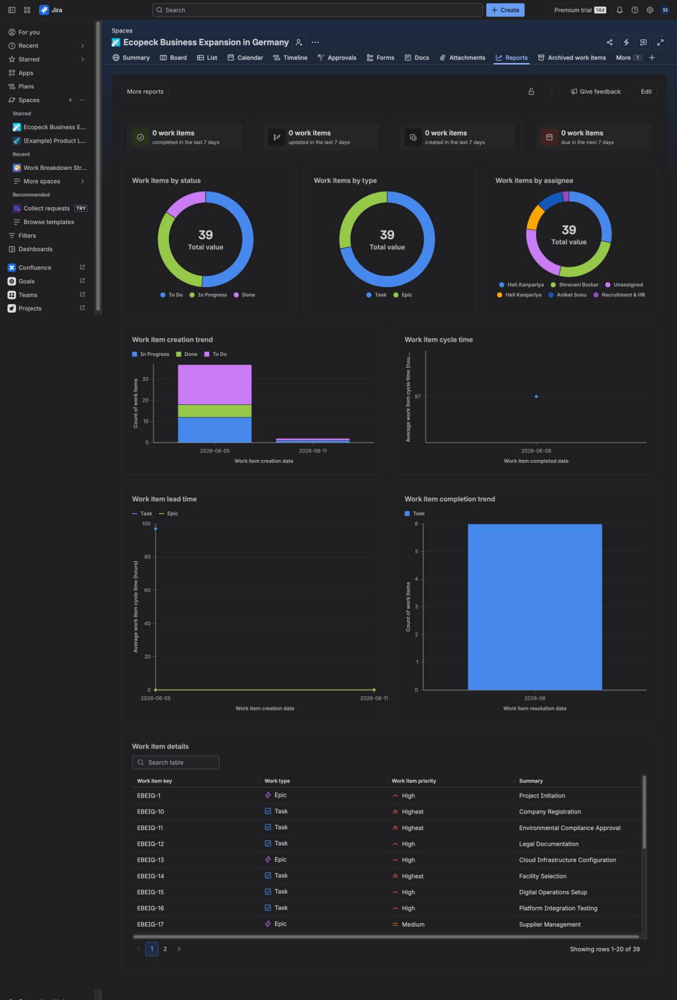 Jira
Search
+ Create
Premium trial 14d
SS
For you
Recent
Starred
Apps
Plans
Spaces
Starred
Ecopeck Business E...
(Example) Product L...
Recent
Work Breakdown Str...
More spaces
Recommended
Collect requests TRY
Browse templates
Filters
Dashboards
Confluence
Goals
Teams
Projects
Spaces
Ecopeck Business Expansion in Germany
Summary Board List Calendar Timeline Approvals Forms Docs Attachments Reports Archived work items More 1
More reports
Give feedback
Edit
0 work items
completed in the last 7 days
0 work items
updated in the last 7 days
0 work items
created in the last 7 days
0 work items
due in the next 7 days
Work items by status
39
Total value
To Do In Progress Done
Work items by type
39
Total value
Task Epic
Work items by assignee
39
Total value
Heli.Kanpariya Shravani Borkar Unassigned
Heli Kanpariya Aniket Sonu Recruitment & HR
Work item creation trend
In Progress Done To Do
Count of work items
30
20
10
0
2026-06-05 2026-06-11
Work item creation date
Work item cycle time
Average work item cycle time (hou...
97
2026-06-09
Work item completed date
Work item lead time
Task Epic
Average work item cycle time (hours)
100
80
60
40
20
0
2026-06-05 2026-06-11
Work item creation date
Work item completion trend
Task
Count of work items
6
5
4
3
2
1
0
2026-06
Work item resolution date
Work item details
Search table
Work item key Work type Work item priority Summary
EBEIG-1 Epic High Project Initiation
EBEIG-10 Task Highest Company Registration
EBEIG-11 Task Highest Environmental Compliance Approval
EBEIG-12 Task High Legal Documentation
EBEIG-13 Epic High Cloud Infrastructure Configuration
EBEIG-14 Task Highest Facility Selection
EBEIG-15 Task High Digital Operations Setup
EBEIG-16 Task High Platform Integration Testing
EBEIG-17 Epic Medium Supplier Management
1 2
Showing rows 1-20 of 39